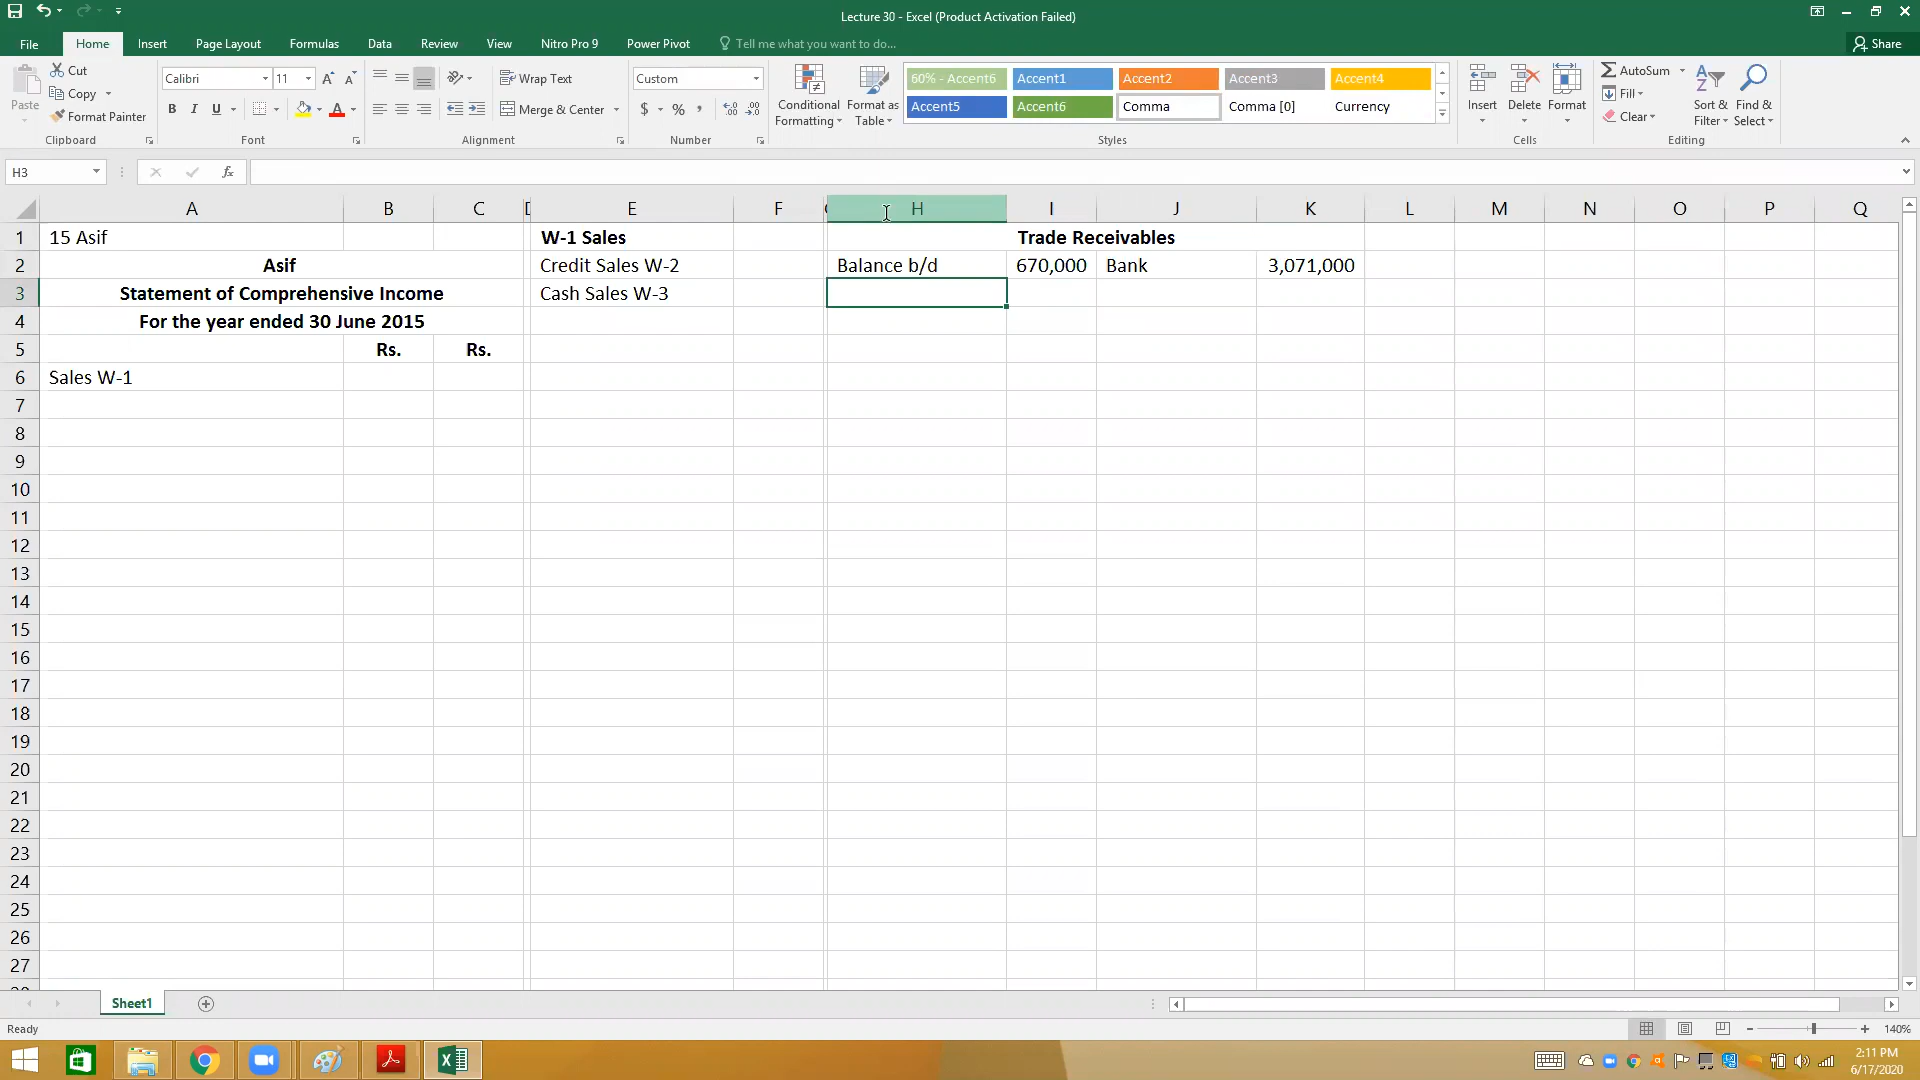 Lecture 30 - Excel (Product Activation Failed)
File Home Insert Page Layout Formulas Data Review View Nitro Pro 9 Power Pivot Tell me what you want to do... Share
Paste
Cut
Copy
Format Painter
Clipboard
Calibri 11
B I U
Font
Wrap Text
Merge & Center
Alignment
Custom
$ % ,
Number
Conditional Formatting
Format as Table
60% - Accent6 Accent1 Accent2 Accent3 Accent4
Accent5 Accent6 Comma Comma [0] Currency
Styles
Insert Delete Format
Cells
AutoSum
Fill
Clear
Sort & Filter
Find & Select
Editing
H3
fx
A B C D E F G H I J K L M N O P Q
1 15 Asif W-1 Sales Trade Receivables
2 Asif Credit Sales W-2 Balance b/d 670,000 Bank 3,071,000
3 Statement of Comprehensive Income Cash Sales W-3
4 For the year ended 30 June 2015
5 Rs. Rs.
6 Sales W-1
7
8
9
10
11
12
13
14
15
16
17
18
19
20
21
22
23
24
25
26
27
Sheet1
Ready
140%
2:11 PM
6/17/2020